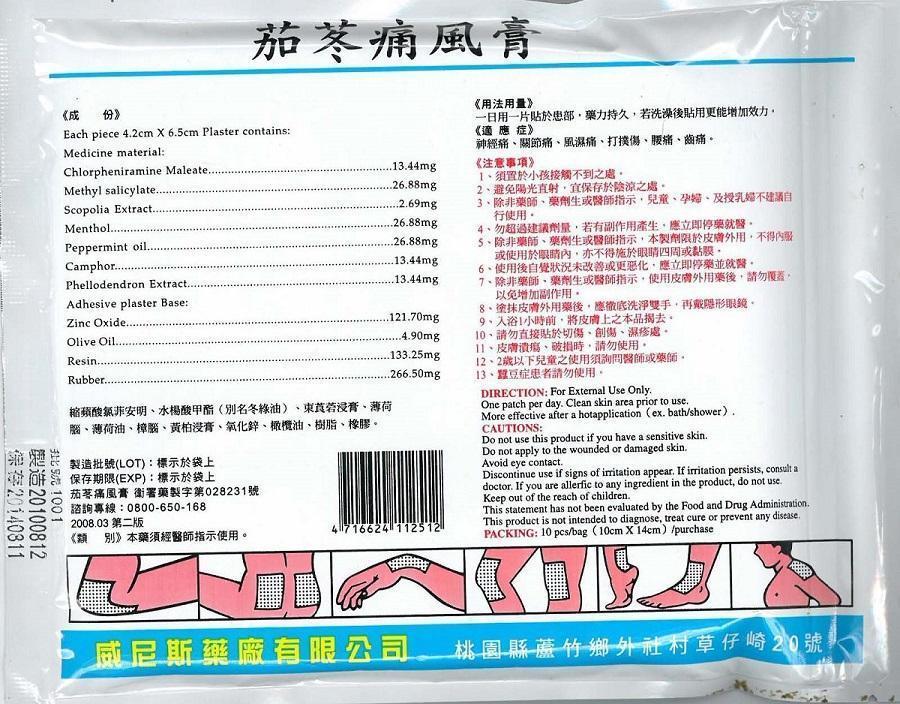 茄苳痛風膏
《成　份》
Each piece 4.2cm X 6.5cm Plaster contains:
Medicine material:
Chlorpheniramine Maleate...13.44mg
Methyl salicylate...26.88mg
Scopolia Extract...2.69mg
Menthol...26.88mg
Peppermint oil...26.88mg
Camphor...13.44mg
Phellodendron Extract...13.44mg
Adhesive plaster Base:
Zinc Oxide...121.70mg
Olive Oil...4.90mg
Resin...133.25mg
Rubber...266.50mg
縮蘋酸氯菲安明、水楊酸甲酯（別名冬綠油）、東莨菪浸膏、薄荷
腦、薄荷油、樟腦、黃柏浸膏、氧化鋅、橄欖油、樹脂、橡膠。
製造批號(LOT)：標示於袋上
保存期限(EXP)：標示於袋上
茄苳痛風膏 衛署藥製字第028231號
諮詢專線：0800-650-168
2008.03 第二版
《類　別》本藥須經醫師指示使用。
4 716624 112512
《用法用量》
一日用一片貼於患部，藥力持久，若洗澡後貼用更能增加效力。
《適 應 症》
神經痛、關節痛、風濕痛、打撲傷、腰痛、齒痛。
《注意事項》
1、須置於小孩接觸不到之處。
2、避免陽光直射，宜保存於陰涼之處。
3、除非藥師、藥劑生或醫師指示，兒童、孕婦、及授乳婦不建議自
行使用。
4、勿超過建議劑量，若有副作用產生，應立即停藥就醫。
5、除非藥師、藥劑生或醫師指示，本製劑限於皮膚外用，不得內服
或使用於眼睛內，亦不得施於眼睛四周或黏膜。
6、使用後自覺狀況未改善或更惡化，應立即停藥並就醫。
7、除非藥師、藥劑生或醫師指示，使用皮膚外用藥後，請勿覆蓋，
以免增加副作用。
8、塗抹皮膚外用藥後，應徹底洗淨雙手，再戴隱形眼鏡。
9、入浴1小時前，將皮膚上之本品揭去。
10、請勿直接貼於切傷、創傷、濕疹處。
11、皮膚潰瘍、破損時，請勿使用。
12、2歲以下兒童之使用須詢問醫師或藥師。
13、蠶豆症患者請勿使用。
DIRECTION: For External Use Only.
One patch per day. Clean skin area prior to use.
More effective after a hotapplication ( ex. bath/shower ) .
CAUTIONS:
Do not use this product if you have a sensitive skin.
Do not apply to the wounded or damaged skin.
Avoid eye contact.
Discontinue use if signs of irritation appear. If irritation persists, consult a
doctor. If you are allerfic to any ingredient in the product, do not use.
Keep out of the reach of children.
This statement has not been evaluated by the Food and Drug Administration.
This product is not intended to diagnose, treat cure or prevent any disease.
PACKING: 10 pcs/bag（10cm X 14cm）/purchase
批號1001
製造20100812
保存20140811
威尼斯藥廠有限公司
桃園縣蘆竹鄉外社村草仔崎20號